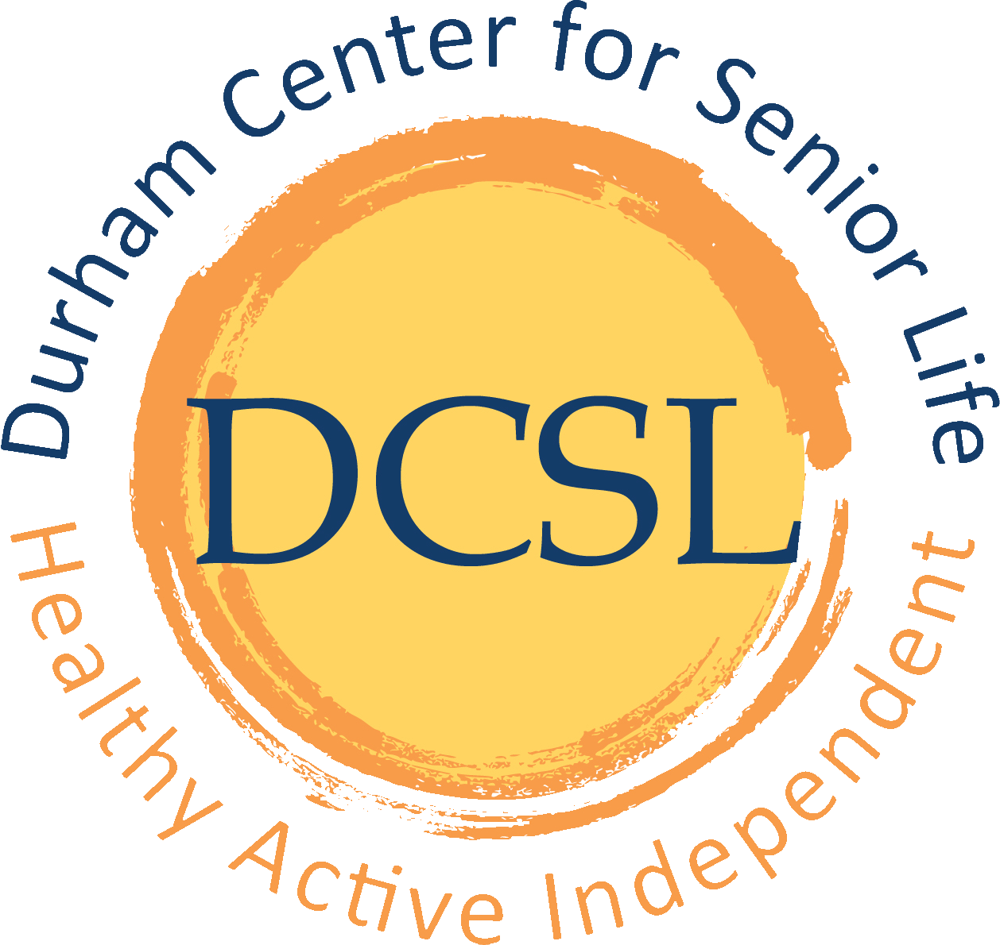 Durham Center for Senior Life
DCSL
Healthy Active Independent